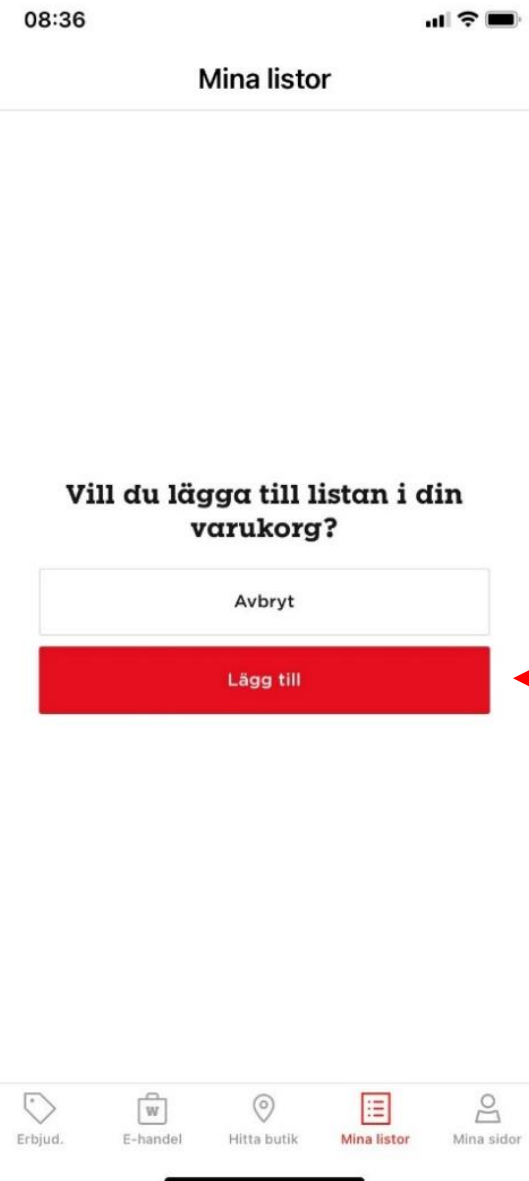 08:36
Mina listor
Vill du lägga till listan i din
varukorg?
Avbryt
Lägg till
W
Erbjud.
E-handel
Hitta butik
Mina listor
Mina sidor